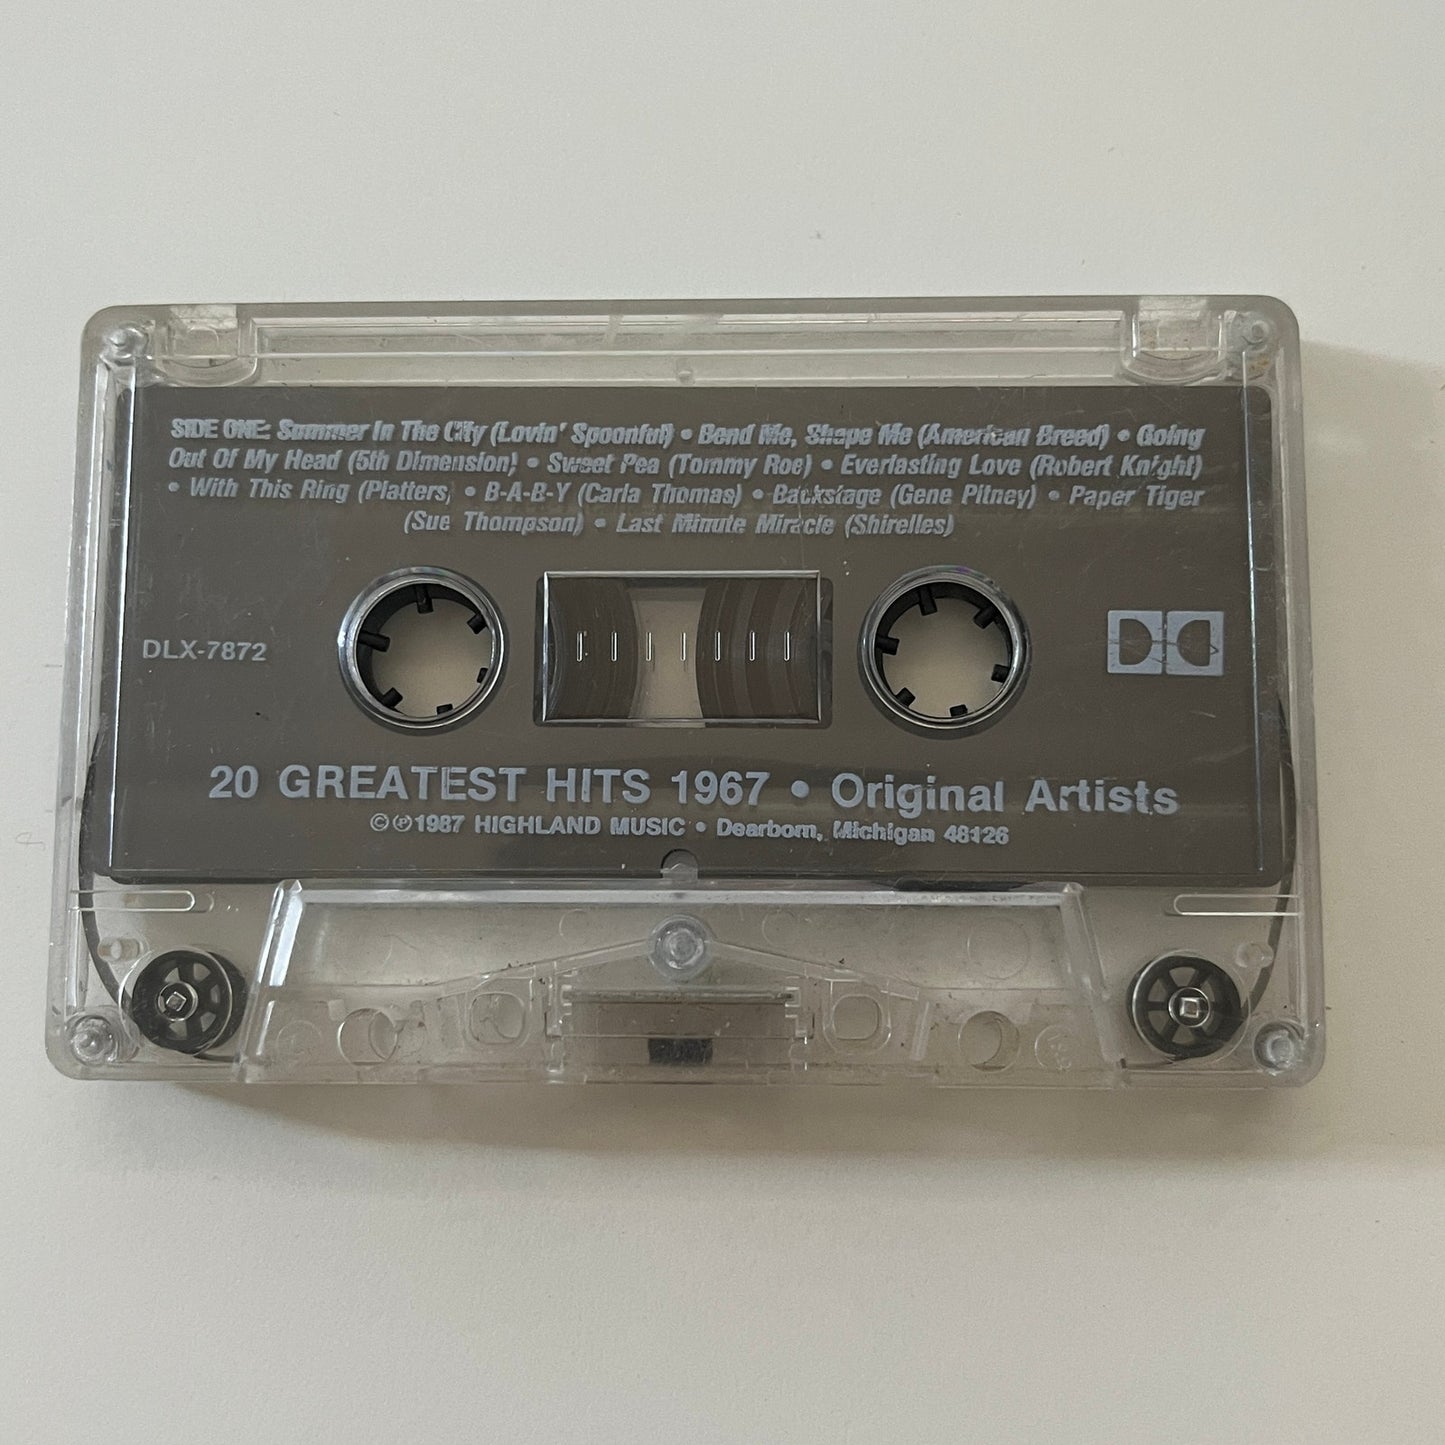 SIDE ONE: Summer In The City (Lovin' Spoonful) • Bend Me, Shape Me (American Breed) • Going
Out Of My Head (5th Dimension) • Sweet Pea (Tommy Roe) • Everlasting Love (Robert Knight)
• With This Ring (Platters) • B-A-B-Y (Carla Thomas) • Backstage (Gene Pitney) • Paper Tiger
(Sue Thompson) • Last Minute Miracle (Shirelles)
DLX-7872
20 GREATEST HITS 1967 • Original Artists
©℗1987 HIGHLAND MUSIC • Dearborn, Michigan 48126